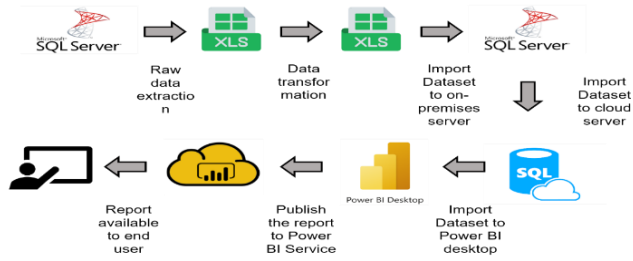 Microsoft
SQL Server
XLS
XLS
Microsoft
SQL Server
Raw
data
extractio
n
Data
transfor
mation
Import
Dataset
to on-
premises
server
Import
Dataset
to cloud
server
SQL
Power BI Desktop
Report
available
to end
user
Publish
the report
to Power
BI Service
Import
Dataset to
Power BI
desktop